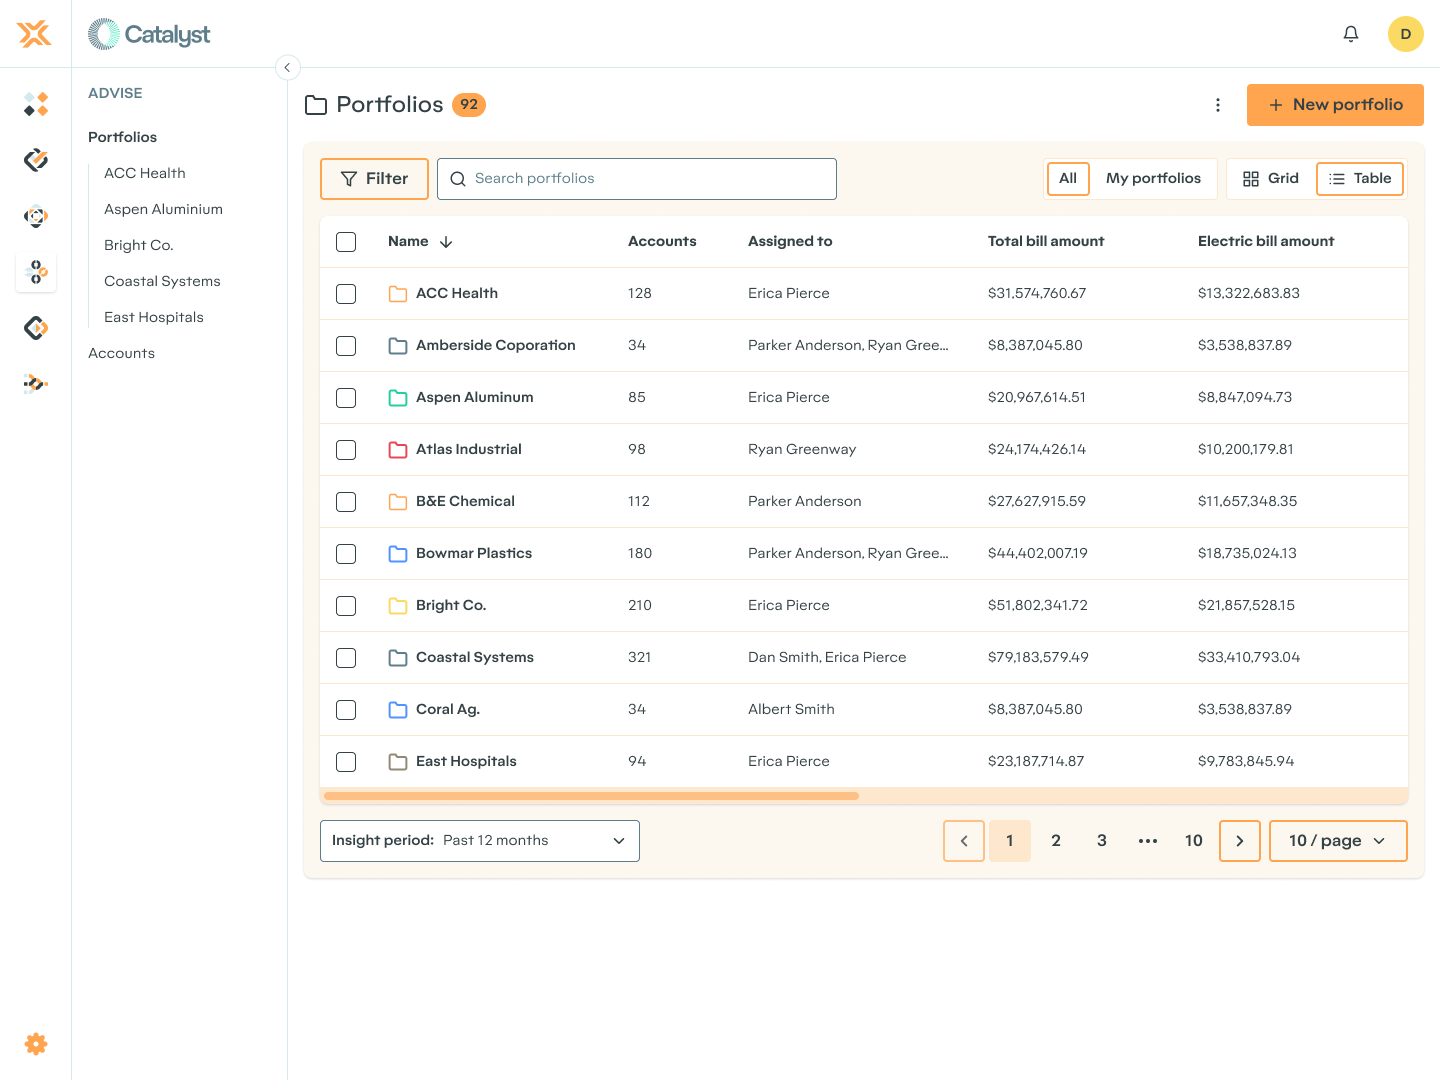 Catalyst
D
ADVISE
Portfolios
ACC Health
Aspen Aluminium
Bright Co.
Coastal Systems
East Hospitals
Accounts
Portfolios 92
New portfolio
Filter
Search portfolios
All
My portfolios
Grid
Table
Name Accounts Assigned to Total bill amount Electric bill amount
ACC Health 128 Erica Pierce $31,574,760.67 $13,322,683.83
Amberside Coporation 34 Parker Anderson, Ryan Gree... $8,387,045.80 $3,538,837.89
Aspen Aluminum 85 Erica Pierce $20,967,614.51 $8,847,094.73
Atlas Industrial 98 Ryan Greenway $24,174,426.14 $10,200,179.81
B&E Chemical 112 Parker Anderson $27,627,915.59 $11,657,348.35
Bowmar Plastics 180 Parker Anderson, Ryan Gree... $44,402,007.19 $18,735,024.13
Bright Co. 210 Erica Pierce $51,802,341.72 $21,857,528.15
Coastal Systems 321 Dan Smith, Erica Pierce $79,183,579.49 $33,410,793.04
Coral Ag. 34 Albert Smith $8,387,045.80 $3,538,837.89
East Hospitals 94 Erica Pierce $23,187,714.87 $9,783,845.94
Insight period: Past 12 months
1 2 3 ••• 10
10 / page